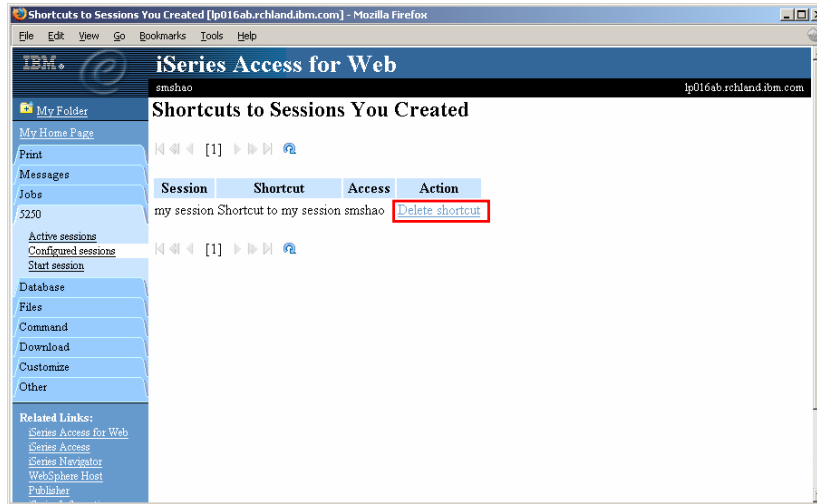 Shortcuts to Sessions You Created [lp016ab.rchland.ibm.com] - Mozilla Firefox
File Edit View Go Bookmarks Tools Help
IBM
iSeries Access for Web
smshao lp016ab.rchland.ibm.com
My Folder
My Home Page
Print
Messages
Jobs
5250
Active sessions
Configured sessions
Start session
Database
Files
Command
Download
Customize
Other
Related Links:
iSeries Access for Web
iSeries Access
iSeries Navigator
WebSphere Host
Publisher
Shortcuts to Sessions You Created
[1]
Session Shortcut Access Action
my session Shortcut to my session smshao Delete shortcut
[1]